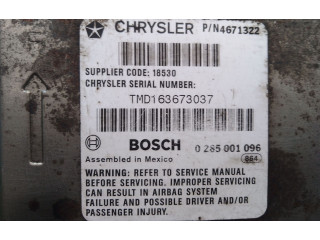 CHRYSLER P/N4671322
SUPPLIER CODE: 18530
CHRYSLER SERIAL NUMBER:
TMD163673037
BOSCH 0 285 001 096
Assembled in Mexico 864
WARNING: REFER TO SERVICE MANUAL
BEFORE SERVICING. IMPROPER SERVICING
CAN RESULT IN AIRBAG SYSTEM
FAILURE AND POSSIBLE DRIVER AND/OR
PASSENGER INJURY.